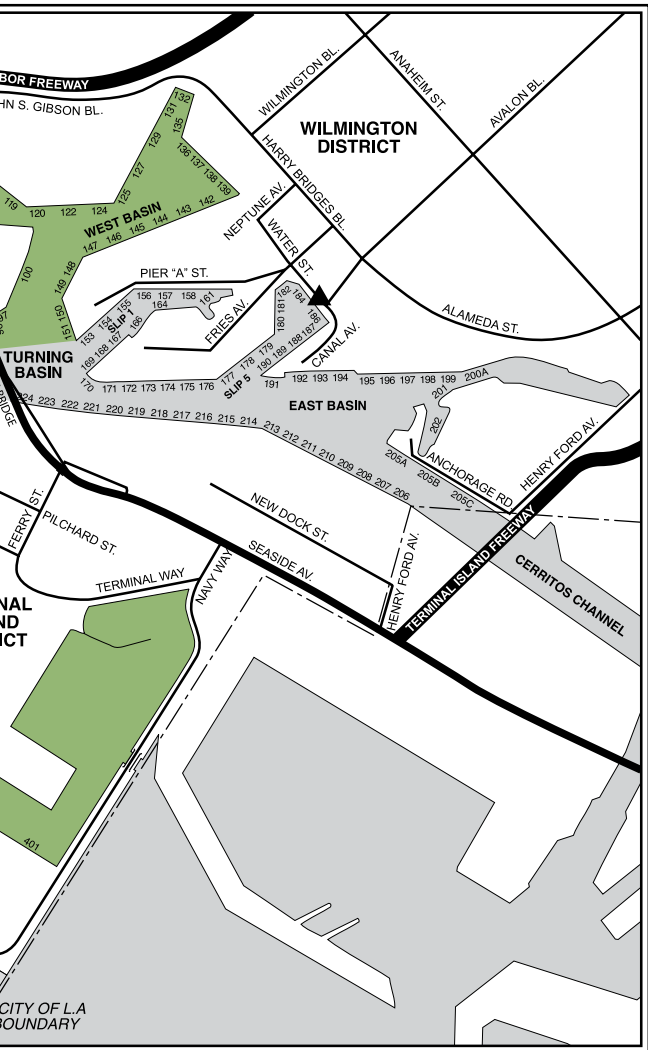 BOR FREEWAY
HN S. GIBSON BL.
WILMINGTON BL.
ANAHEIM ST.
AVALON BL.
WILMINGTON
DISTRICT
HARRY BRIDGES BL.
NEPTUNE AV.
WATER ST.
132
131
135
129
136
137
138
139
127
125
119
120
122
124
WEST BASIN
142
143
144
145
146
147
148
149
150
151
100
97
PIER "A" ST.
156
157
158
161
164
155
154
153
SLIP 1
166
167
168
169
170
FRIES AV.
182
184
181
180
186
187
188
189
190
179
178
177
SLIP 5
CANAL AV.
ALAMEDA ST.
TURNING
BASIN
171
172
173
174
175
176
191
192
193
194
195
196
197
198
199
200A
201
202
EAST BASIN
BRIDGE
224
223
222
221
220
219
218
217
216
215
214
213
212
211
210
209
208
207
206
205A
205B
205C
ANCHORAGE RD.
HENRY FORD AV.
FERRY ST.
PILCHARD ST.
NEW DOCK ST.
SEASIDE AV.
HENRY FORD AV.
TERMINAL ISLAND FREEWAY
CERRITOS CHANNEL
TERMINAL WAY
NAVY WAY
NAL
ND
ICT
401
CITY OF L.A
BOUNDARY